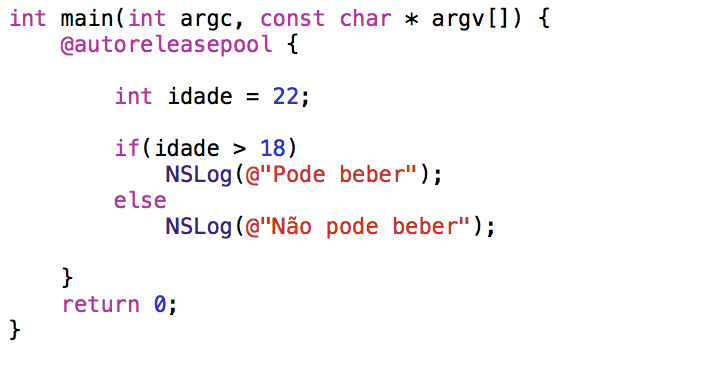 int main(int argc, const char * argv[]) {
    @autoreleasepool {
        int idade = 22;
        if(idade > 18)
            NSLog(@"Pode beber");
        else
            NSLog(@"Não pode beber");
    }
    return 0;
}